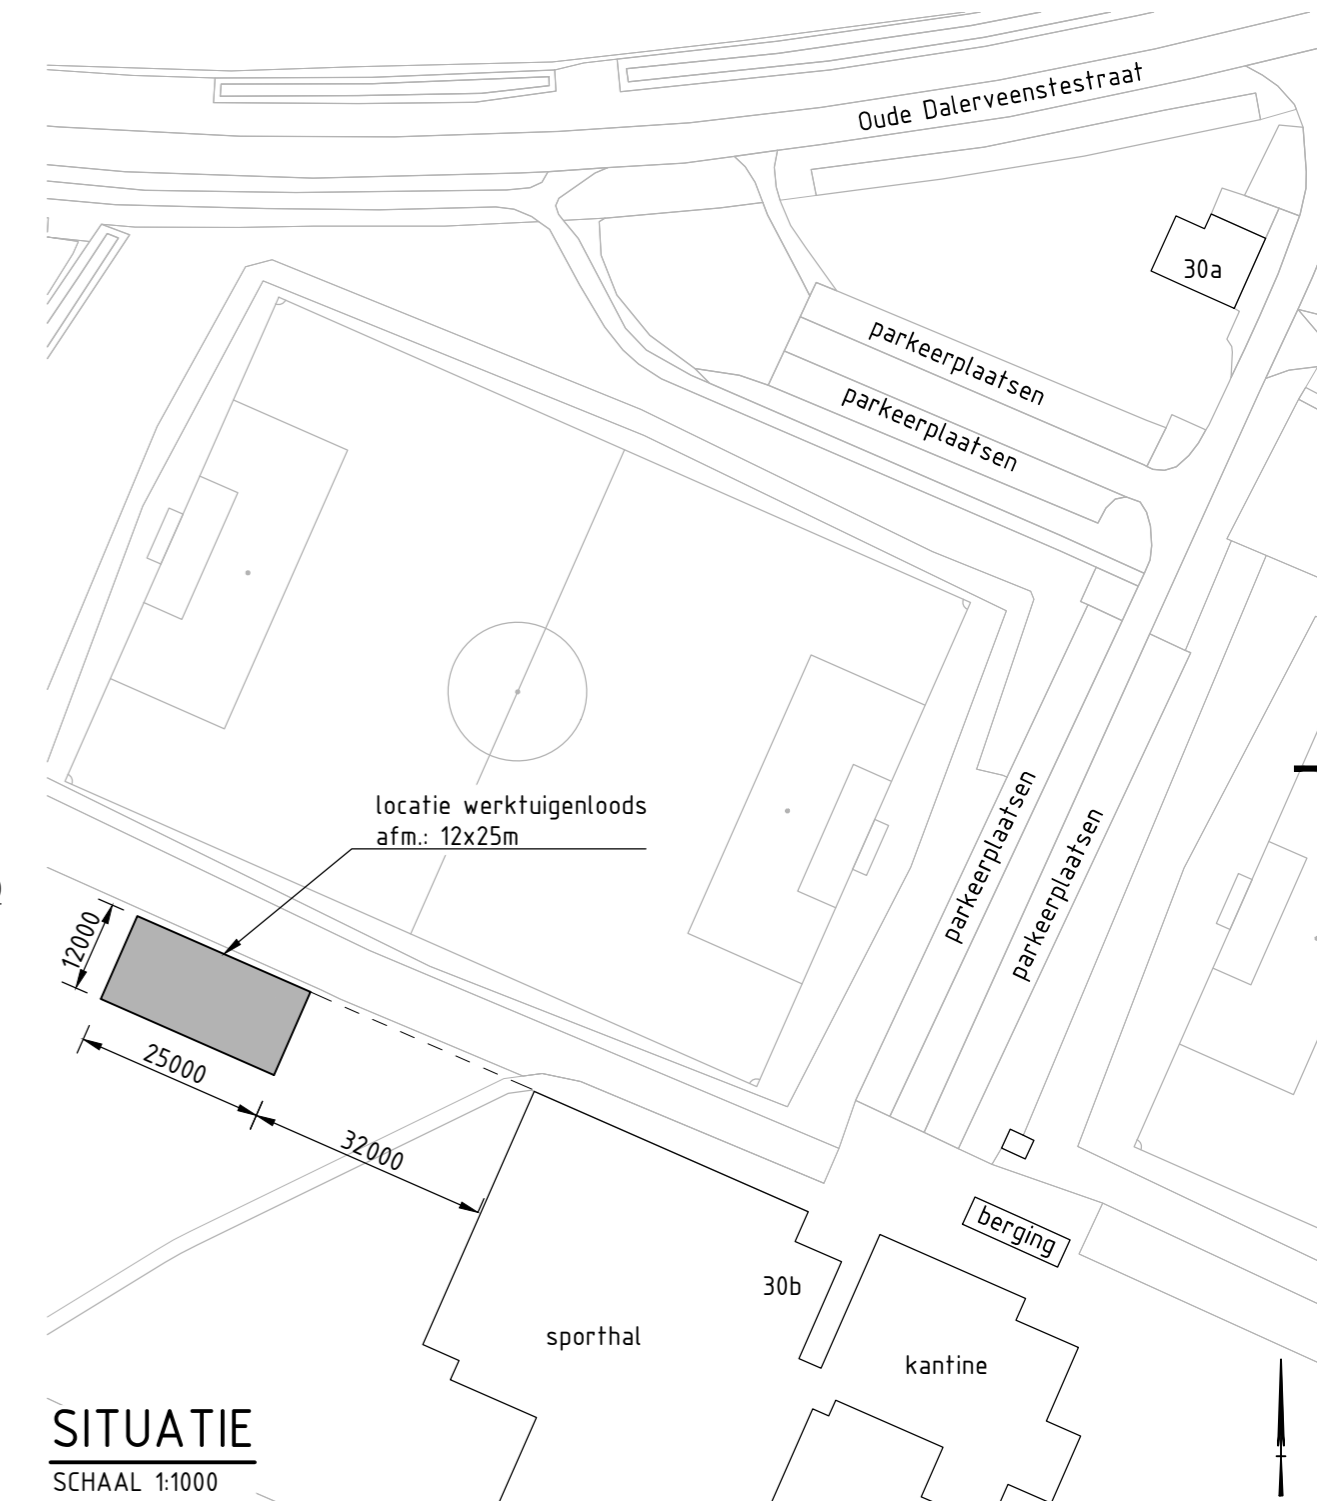 Oude Dalerveenstestraat
30a
parkeerplaatsen
parkeerplaatsen
locatie werktuigenloods
afm.: 12x25m
parkeerplaatsen
parkeerplaatsen
12000
25000
32000
berging
30b
sporthal
kantine
SITUATIE
SCHAAL 1:1000